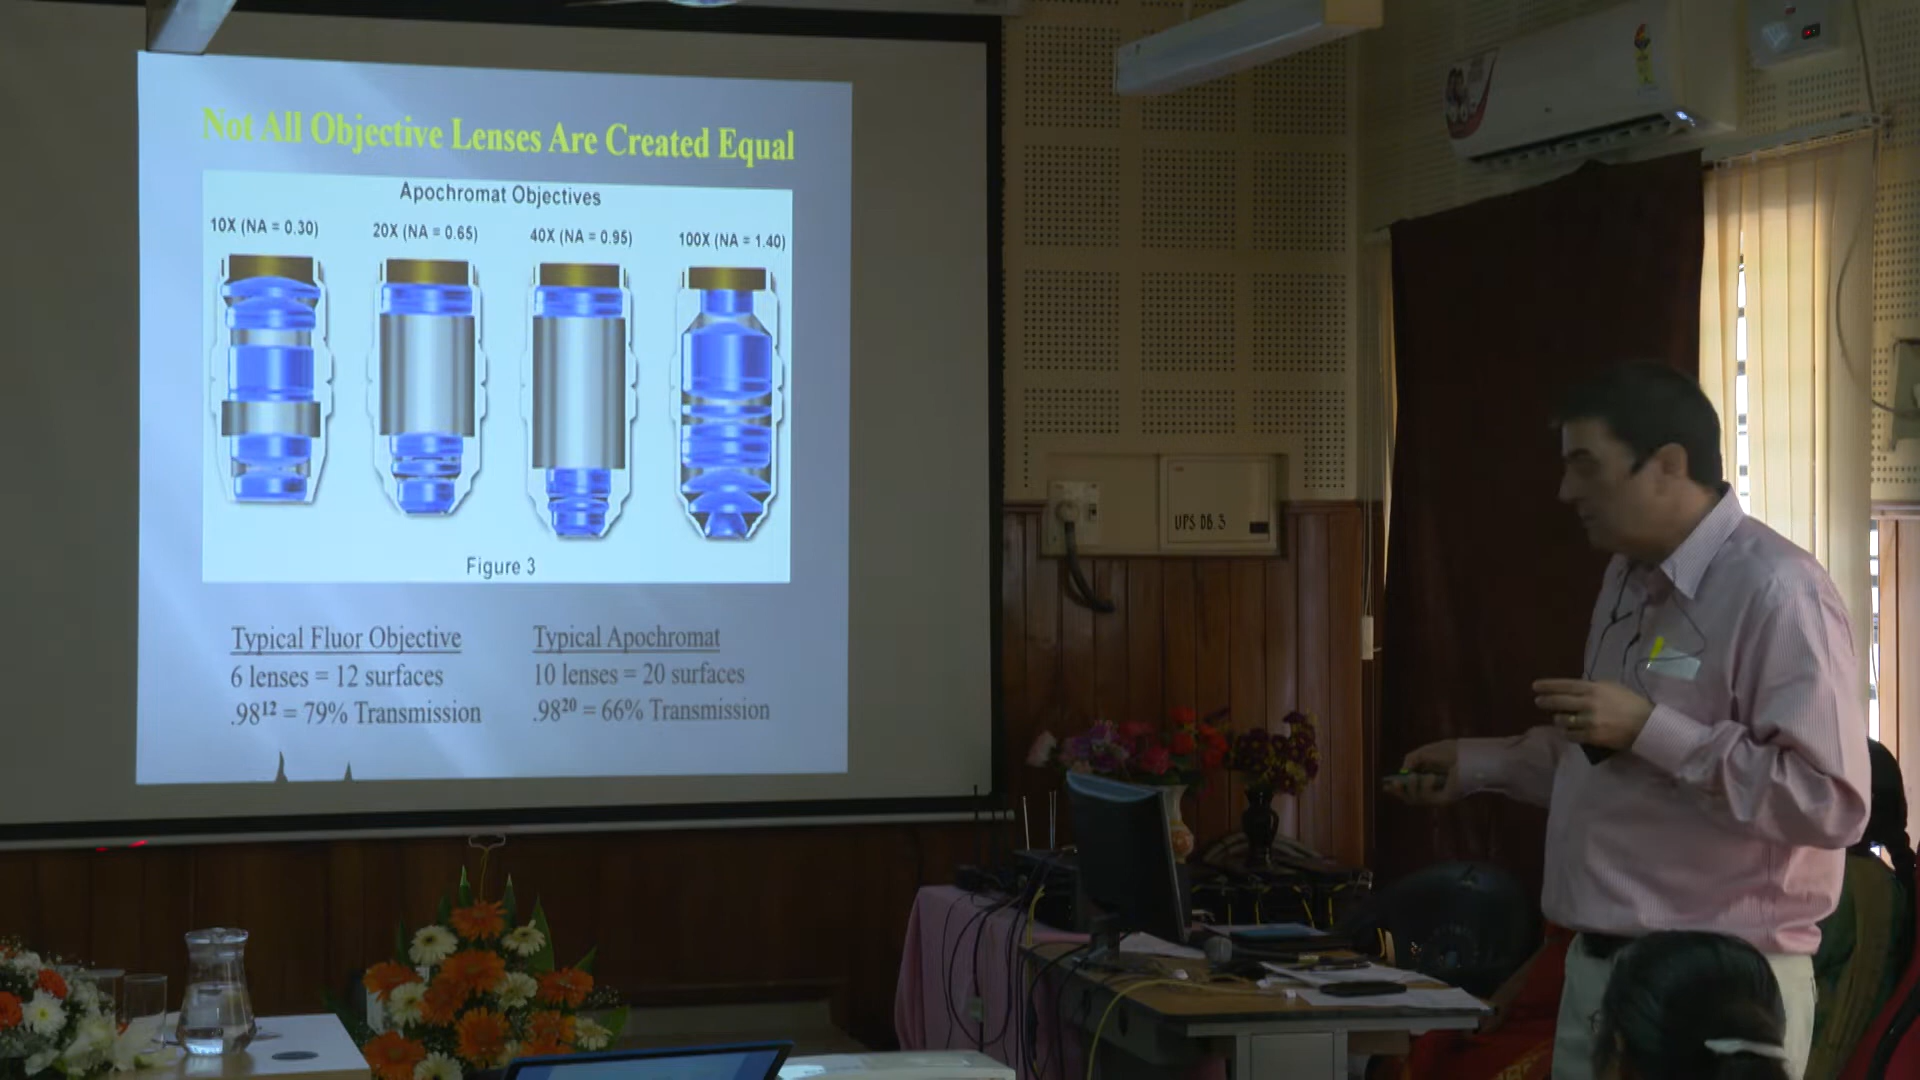 Not All Objective Lenses Are Created Equal
Apochromat Objectives
10X (NA = 0.30) 20X (NA = 0.65) 40X (NA = 0.95) 100X (NA = 1.40)
Figure 3
Typical Fluor Objective
6 lenses = 12 surfaces
.98¹² = 79% Transmission
Typical Apochromat
10 lenses = 20 surfaces
.98²⁰ = 66% Transmission
UPS DB. 3